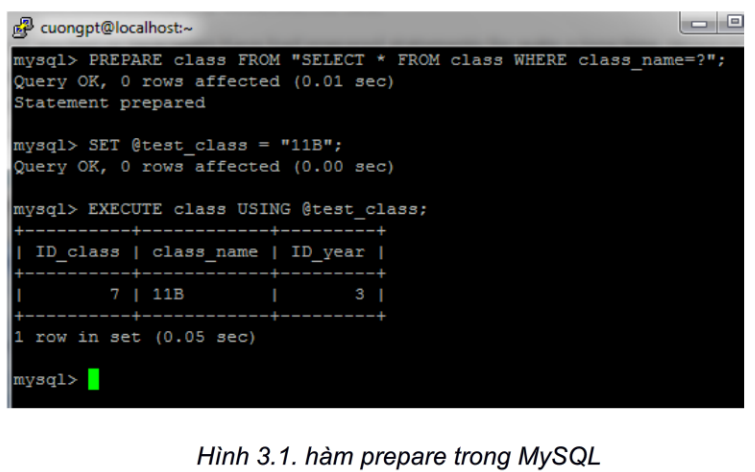 cuongpt@localhost:~
mysql> PREPARE class FROM "SELECT * FROM class WHERE class_name=?";
Query OK, 0 rows affected (0.01 sec)
Statement prepared
mysql> SET @test_class = "11B";
Query OK, 0 rows affected (0.00 sec)
mysql> EXECUTE class USING @test_class;
+----------+------------+---------+
| ID_class | class_name | ID_year |
+----------+------------+---------+
|        7 | 11B        |       3 |
+----------+------------+---------+
1 row in set (0.05 sec)
mysql>
Hình 3.1. hàm prepare trong MySQL